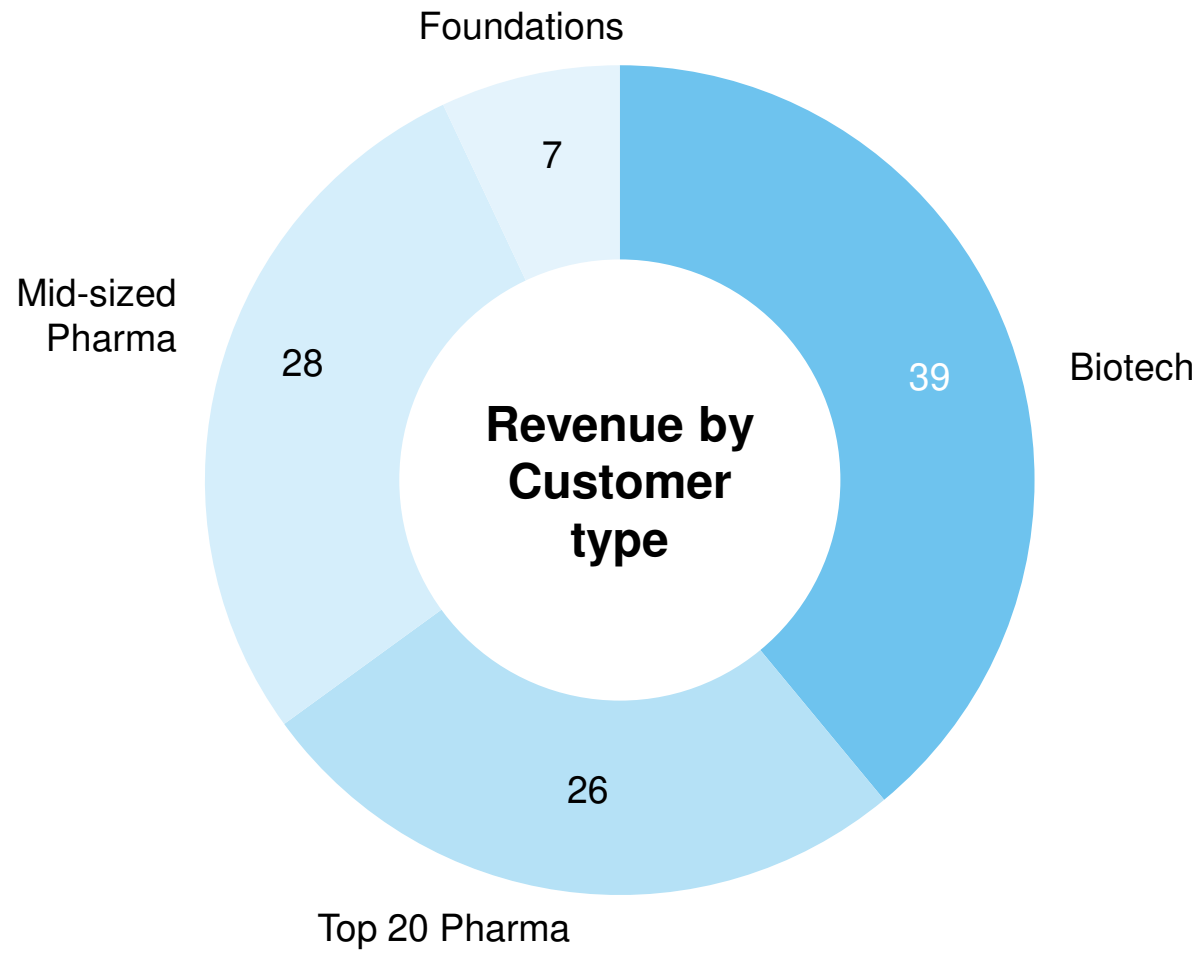 Foundations
7
Mid-sized
Pharma
28
39
Biotech
Revenue by
Customer
type
26
Top 20 Pharma